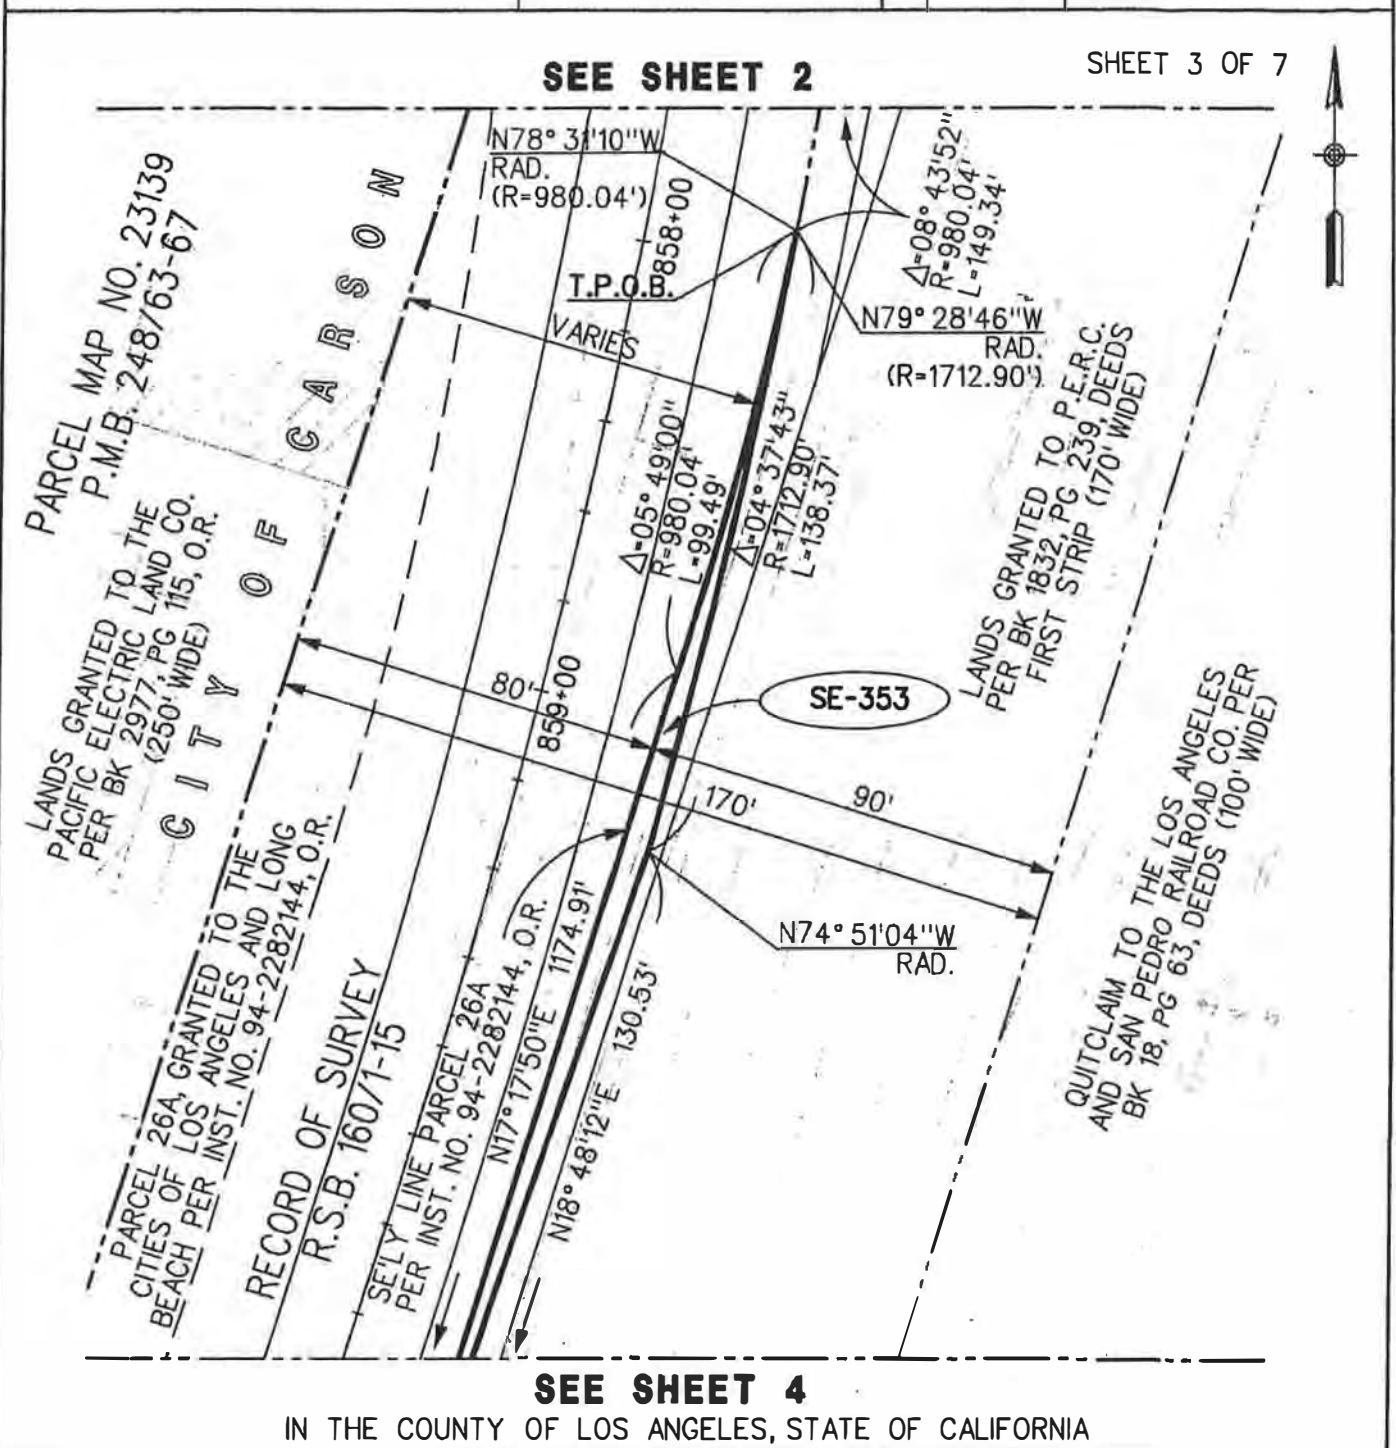 SHEET 3 OF 7
SEE SHEET 2
N78° 31'10"W
RAD.
(R=980.04')
858+00
Δ=08° 43'52"
R=980.04'
L=149.34'
PARCEL MAP NO. 23139
P.M.B. 248/63-67
CITY OF CARSON
T.P.O.B.
VARIES
N79° 28'46"W
RAD.
(R=1712.90')
Δ=05° 49'00"
R=980.04'
L=99.49'
Δ=04° 37'43"
R=1712.90'
L=138.37'
LANDS GRANTED TO P.E.R.C.
PER BK 1832, PG 239, DEEDS
FIRST STRIP (170' WIDE)
LANDS GRANTED TO THE
PACIFIC ELECTRIC LAND CO.
PER BK 2977, PG 115, O.R.
(250' WIDE)
80'
859+00
SE-353
170'
90'
QUITCLAIM TO THE LOS ANGELES
AND SAN PEDRO RAILROAD CO. PER
BK 18, PG 63, DEEDS (100' WIDE)
N74° 51'04"W
RAD.
PARCEL 26A, GRANTED TO THE
CITIES OF LOS ANGELES AND LONG
BEACH PER INST. NO. 94-2282144, O.R.
RECORD OF SURVEY
R.S.B. 160/1-15
SE'LY LINE PARCEL 26A
PER INST. NO. 94-2282144, O.R.
N17° 17'50"E 1174.91'
N18° 48'12"E 130.53'
SEE SHEET 4
IN THE COUNTY OF LOS ANGELES, STATE OF CALIFORNIA